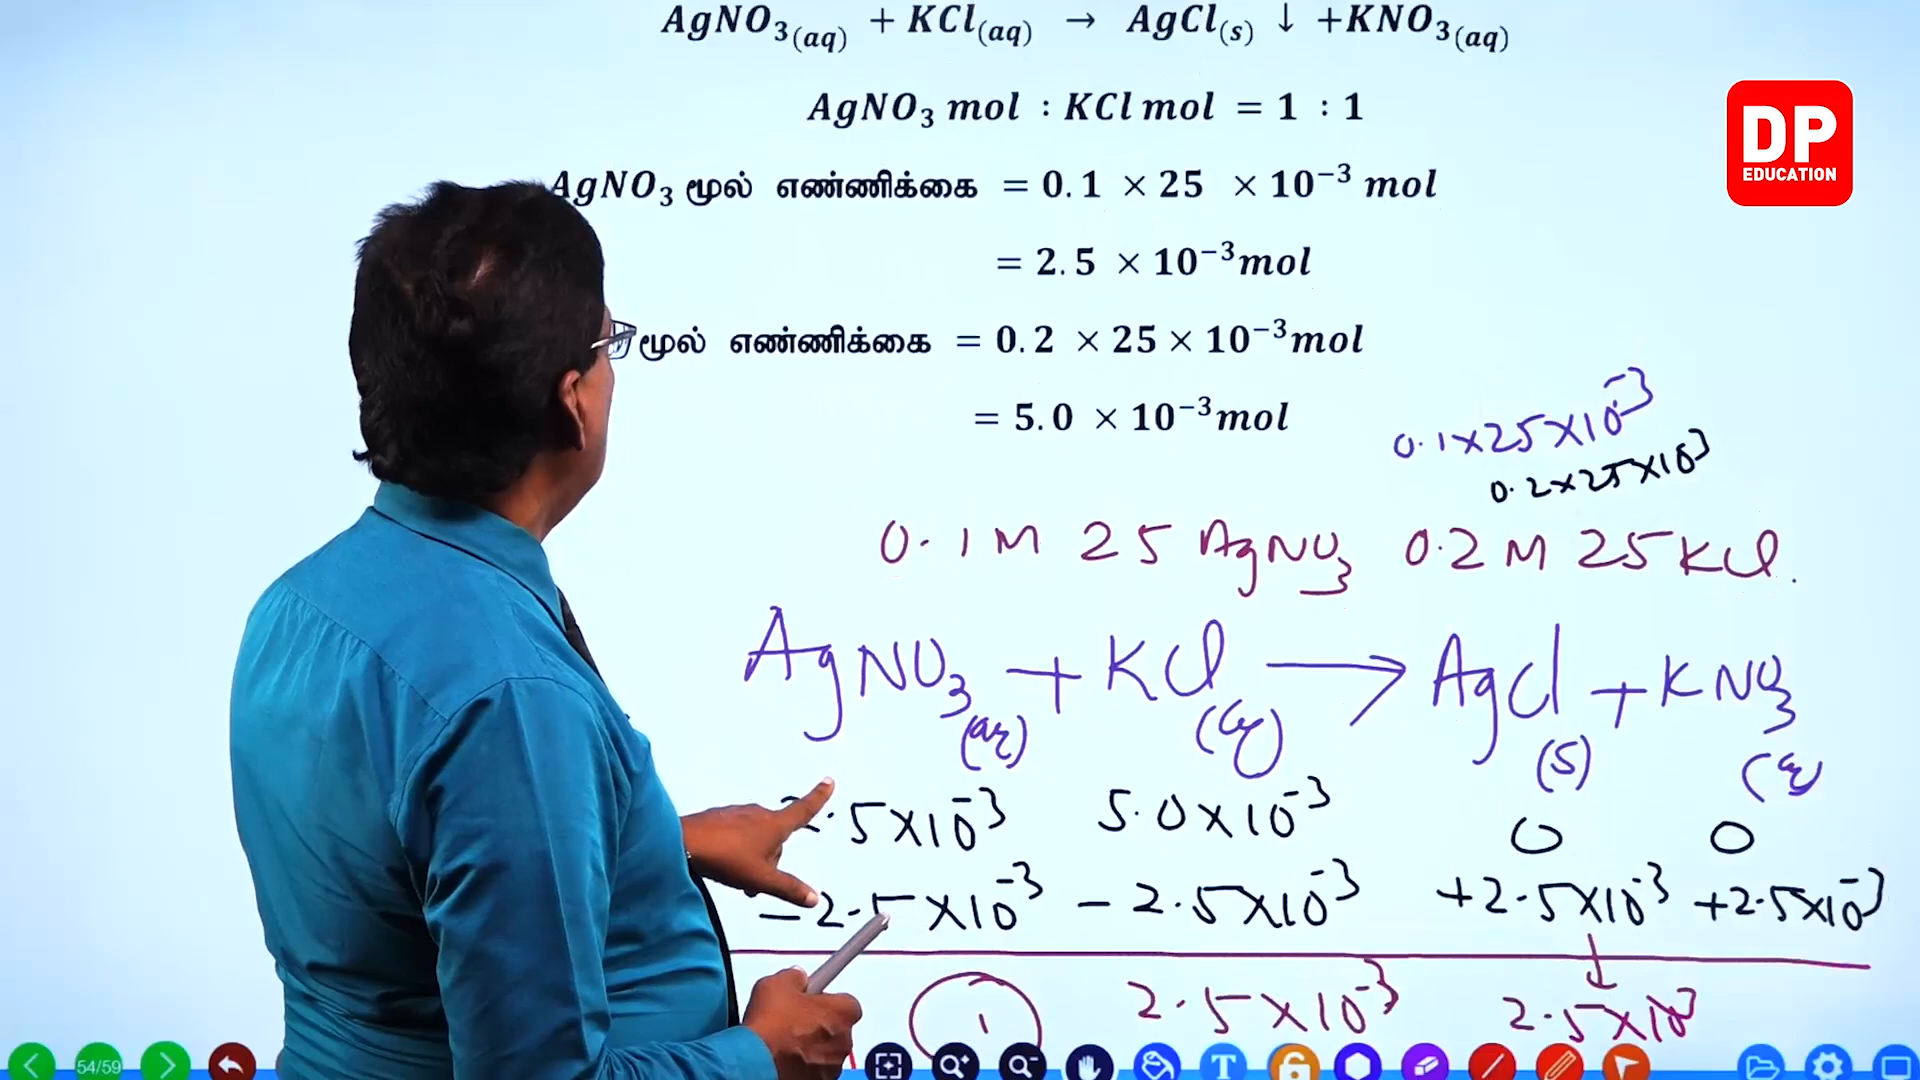 AgNO₃(aq) + KCl(aq) → AgCl(s) ↓ +KNO₃(aq)
DP
EDUCATION
AgNO₃ mol : KCl mol = 1 : 1
AgNO₃ மூல் எண்ணிக்கை = 0.1 × 25 × 10⁻³ mol
= 2.5 × 10⁻³mol
மூல் எண்ணிக்கை = 0.2 × 25 × 10⁻³mol
= 5.0 × 10⁻³mol
0.1×25×10⁻³
0.2×25×10⁻³
0.1M 25 AgNO₃ 0.2M 25 KCl.
AgNO₃(aq) + KCl(aq) → AgCl(s) + KNO₃
2.5×10⁻³ 5.0×10⁻³ 0 0
−2.5×10⁻³ −2.5×10⁻³ +2.5×10⁻³ +2.5×10⁻³
2.5×10⁻³ 2.5×10⁻³
54/59
T